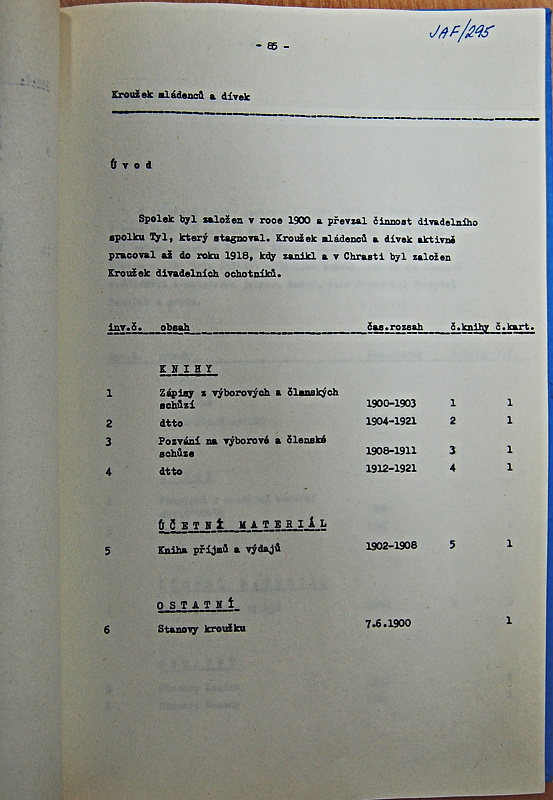 JAF/295
- 85 -
Kroužek mládenců a dívek
Ú v o d
Spolek byl založen v roce 1900 a převzal činnost divadelního
spolku Tyl, který stagnoval. Kroužek mládenců a dívek aktivně
pracoval až do roku 1918, kdy zanikl a v Chrasti byl založen
Kroužek divadelních ochotníků.
inv.č. obsah čas.rozsah č.knihy č.kart.
K N I H Y
1 Zápisy z výborových a členských
schůzí 1900-1903 1 1
2 dtto 1904-1921 2 1
3 Pozvání na výborové a členské
schůze 1908-1911 3 1
4 dtto 1912-1921 4 1
Ú Č E T N Í M A T E R I Á L
5 Kniha příjmů a výdajů 1902-1908 5 1
O S T A T N Í
6 Stanovy kroužku 7.6.1900 1